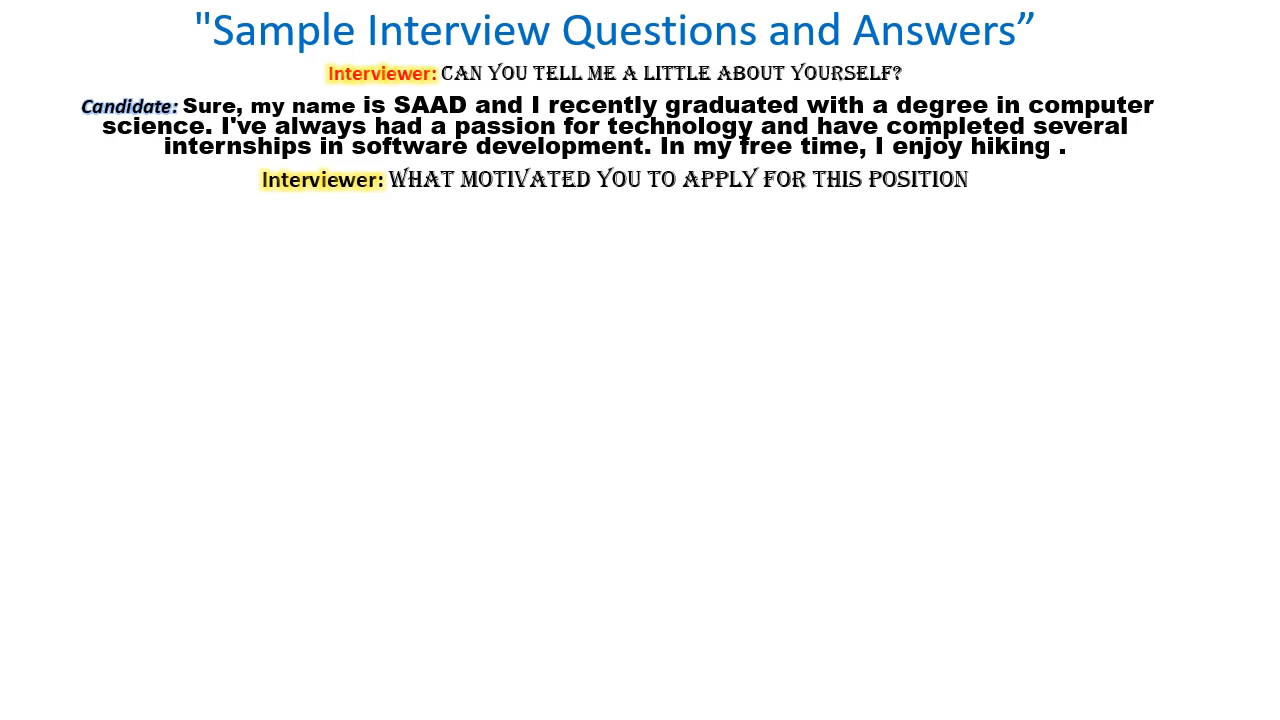 "Sample Interview Questions and Answers”
Interviewer: CAN YOU TELL ME A LITTLE ABOUT YOURSELF?
Candidate: Sure, my name is SAAD and I recently graduated with a degree in computer
science. I've always had a passion for technology and have completed several
internships in software development. In my free time, I enjoy hiking .
Interviewer: WHAT MOTIVATED YOU TO APPLY FOR THIS POSITION